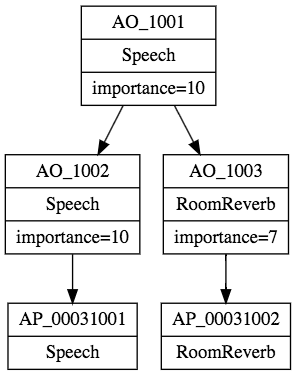 AO_1001
Speech
importance=10
AO_1002
Speech
importance=10
AO_1003
RoomReverb
importance=7
AP_00031001
Speech
AP_00031002
RoomReverb